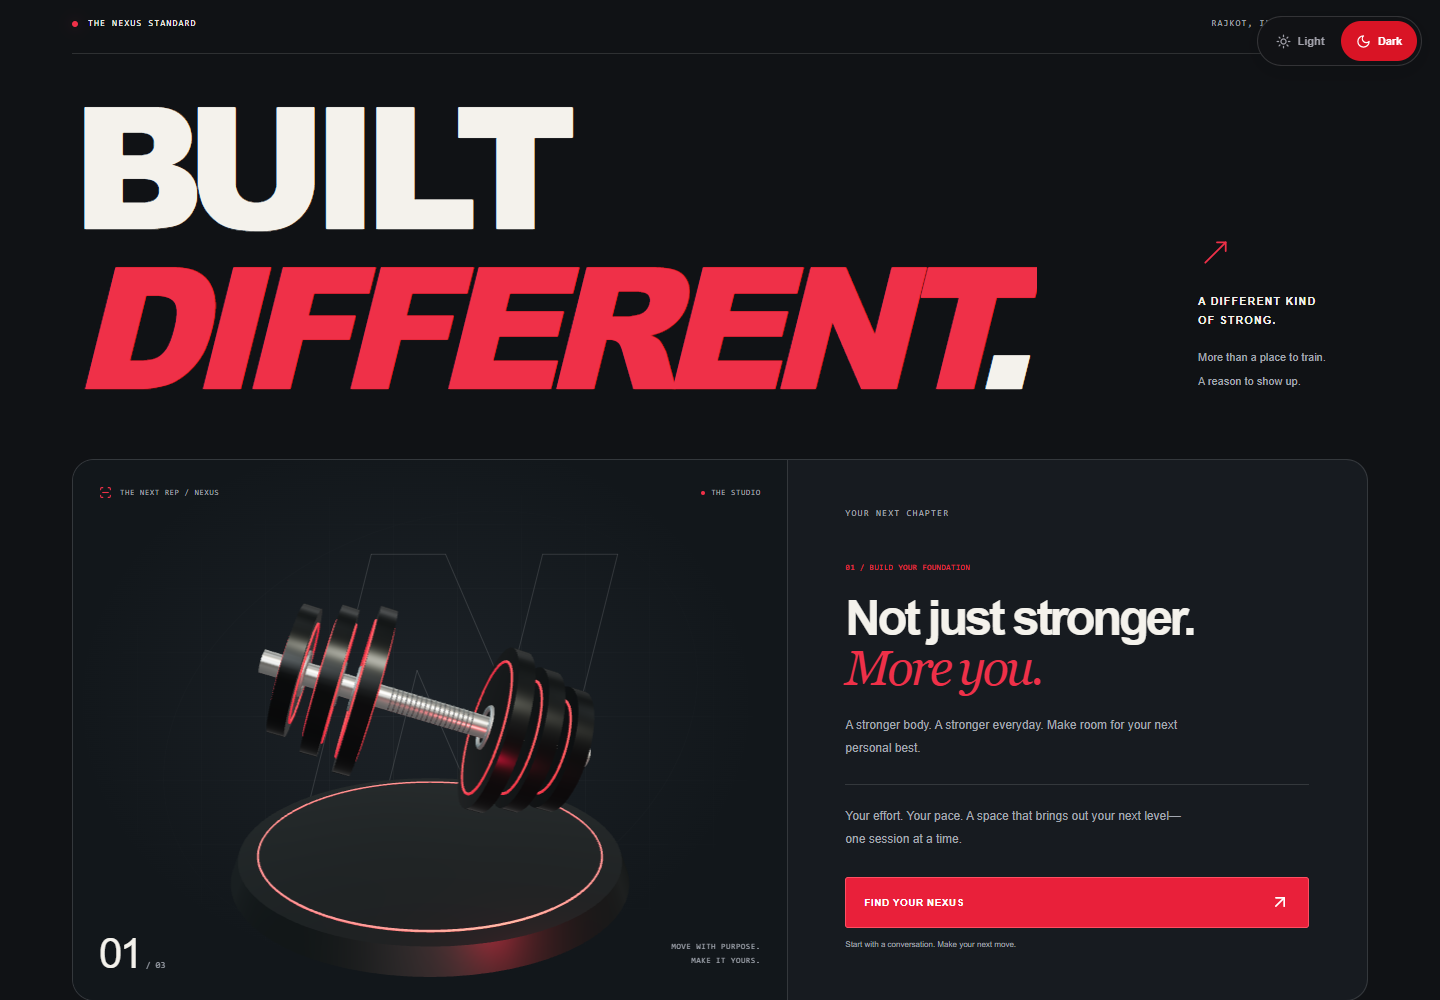 THE NEXUS STANDARD
RAJKOT,
Light
Dark
BUILT
DIFFERENT.
A DIFFERENT KIND
OF STRONG.
More than a place to train.
A reason to show up.
THE NEXT REP / NEXUS
THE STUDIO
N
01 / 03
MOVE WITH PURPOSE.
MAKE IT YOURS.
YOUR NEXT CHAPTER
01 / BUILD YOUR FOUNDATION
Not just stronger.
More you.
A stronger body. A stronger everyday. Make room for your next
personal best.
Your effort. Your pace. A space that brings out your next level—
one session at a time.
FIND YOUR NEXUS
Start with a conversation. Make your next move.